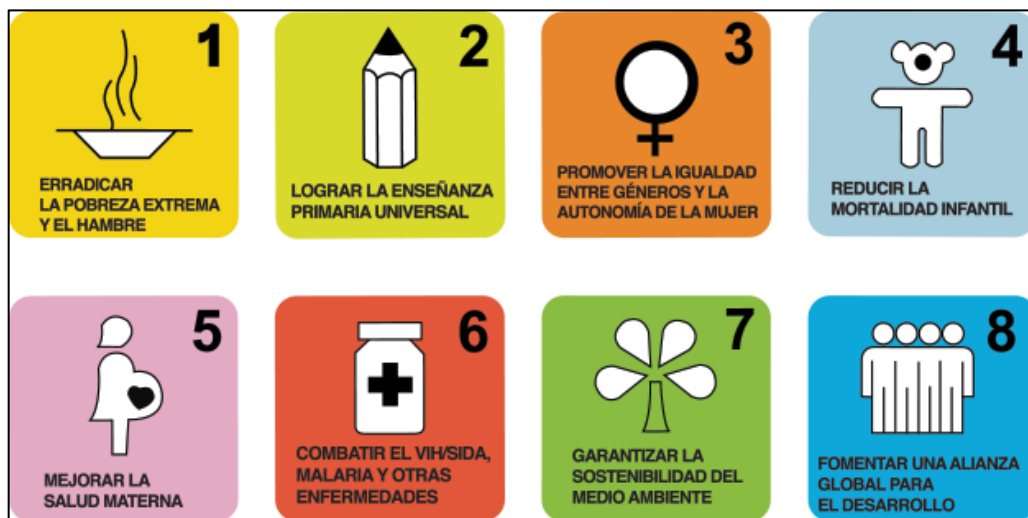 1
ERRADICAR
LA POBREZA EXTREMA
Y EL HAMBRE
2
LOGRAR LA ENSEÑANZA
PRIMARIA UNIVERSAL
3
PROMOVER LA IGUALDAD
ENTRE GÉNEROS Y LA
AUTONOMÍA DE LA MUJER
4
REDUCIR LA
MORTALIDAD INFANTIL
5
MEJORAR LA
SALUD MATERNA
6
COMBATIR EL VIH/SIDA,
MALARIA Y OTRAS
ENFERMEDADES
7
GARANTIZAR LA
SOSTENIBILIDAD DEL
MEDIO AMBIENTE
8
FOMENTAR UNA ALIANZA
GLOBAL PARA
EL DESARROLLO